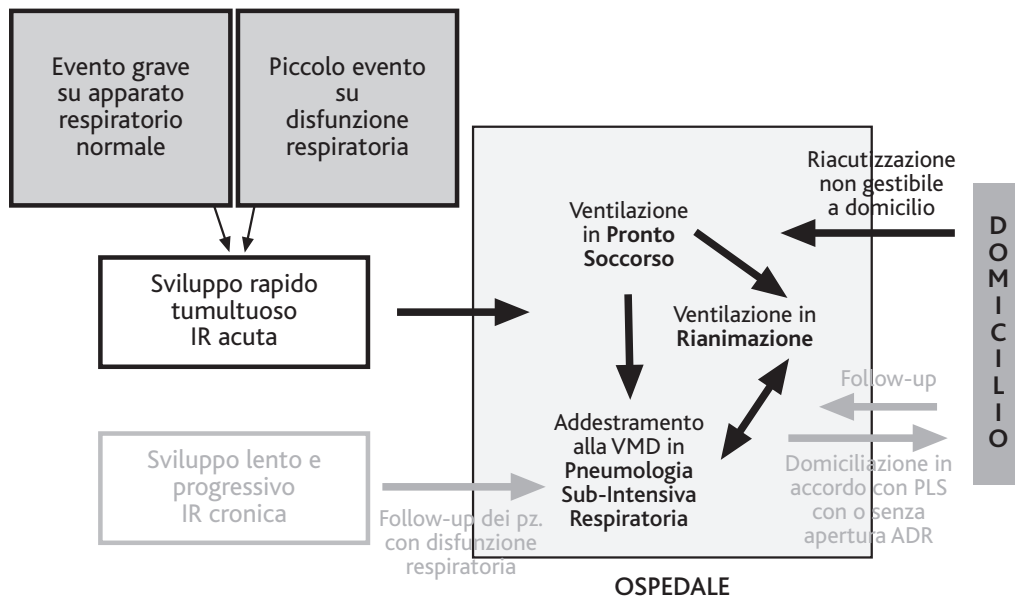 Evento grave
su apparato
respiratorio
normale
Piccolo evento
su
disfunzione
respiratoria
Sviluppo rapido
tumultuoso
IR acuta
Sviluppo lento e
progressivo
IR cronica
Follow-up dei pz.
con disfunzione
respiratoria
Ventilazione
in Pronto
Soccorso
Ventilazione in
Rianimazione
Addestramento
alla VMD in
Pneumologia
Sub-Intensiva
Respiratoria
Riacutizzazione
non gestibile
a domicilio
Follow-up
Domiciliazione in
accordo con PLS
con o senza
apertura ADR
DOMICILIO
OSPEDALE